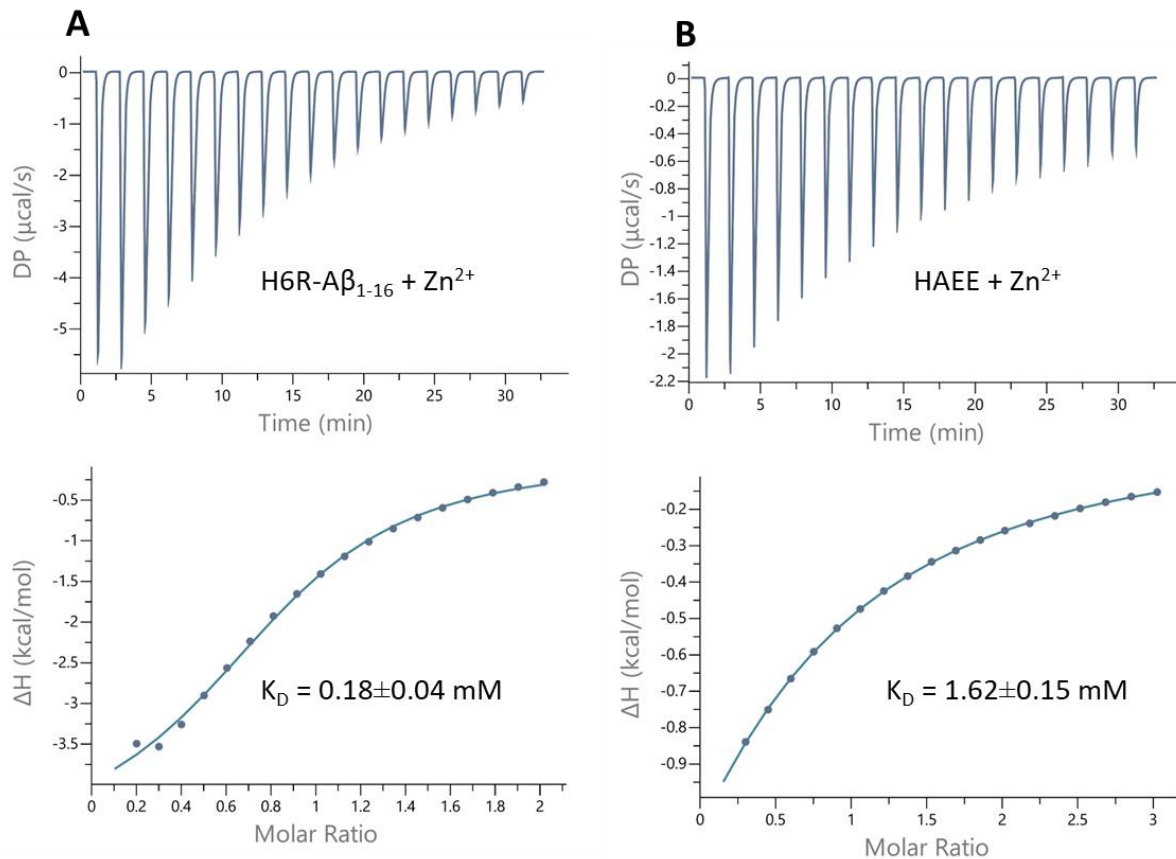 A
0
-1
-2
-3
-4
-5
DP (µcal/s)
H6R-Aβ1-16 + Zn2+
0 5 10 15 20 25 30
Time (min)
B
0
-0.2
-0.4
-0.6
-0.8
-1
-1.2
-1.4
-1.6
-1.8
-2
-2.2
DP (µcal/s)
HAEE + Zn2+
0 5 10 15 20 25 30
Time (min)
-0.5
-1
-1.5
-2
-2.5
-3
-3.5
ΔH (kcal/mol)
KD = 0.18±0.04 mM
0 0.2 0.4 0.6 0.8 1 1.2 1.4 1.6 1.8 2
Molar Ratio
-0.2
-0.3
-0.4
-0.5
-0.6
-0.7
-0.8
-0.9
ΔH (kcal/mol)
KD = 1.62±0.15 mM
0 0.5 1 1.5 2 2.5 3
Molar Ratio